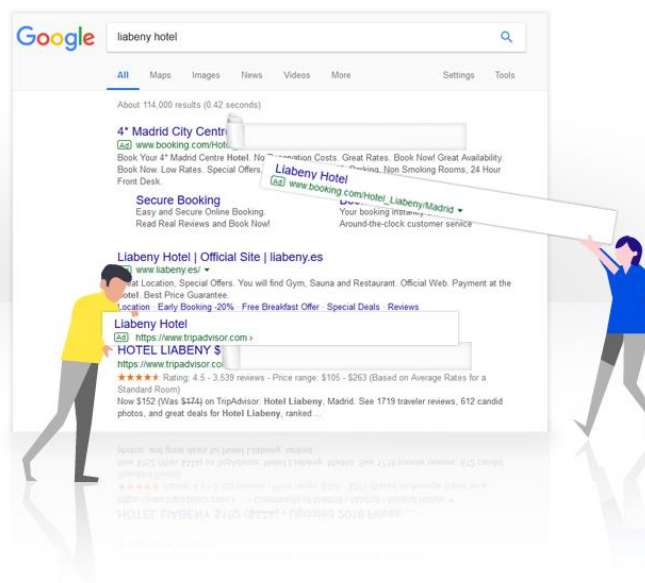 Google
liabeny hotel
All Maps Images News Videos More Settings Tools
About 114,000 results (0.42 seconds)
4* Madrid City Centr
Ad www.booking.com/Hot
Book Your 4* Madrid Centre Hotel. No Costs. Great Rates. Book Now! Great Availability.
Book Now. Low Rates. Special Offers. Parking. Non Smoking Rooms, 24 Hour
Front Desk.
Liabeny Hotel
Ad www.booking.com/Hotel_Liabeny/Madrid
Secure Booking
Easy and Secure Online Booking. Your booking instantly
Read Real Reviews and Book Now! Around-the-clock customer service
Liabeny Hotel | Official Site | liabeny.es
www.liabeny.es/
Location, Special Offers. You will find Gym, Sauna and Restaurant. Official Web. Payment at the
Best Price Guarantee.
Location · Early Booking -20% · Free Breakfast Offer · Special Deals · Reviews
Liabeny Hotel
Ad https://www.tripadvisor.com ›
HOTEL LIABENY $
https://www.tripadvisor.co
★★★★★ Rating: 4.5 - 3,539 reviews - Price range: $105 - $263 (Based on Average Rates for a
Standard Room)
Now $152 (Was $174) on TripAdvisor: Hotel Liabeny, Madrid. See 1719 traveler reviews, 612 candid
photos, and great deals for Hotel Liabeny, ranked ...